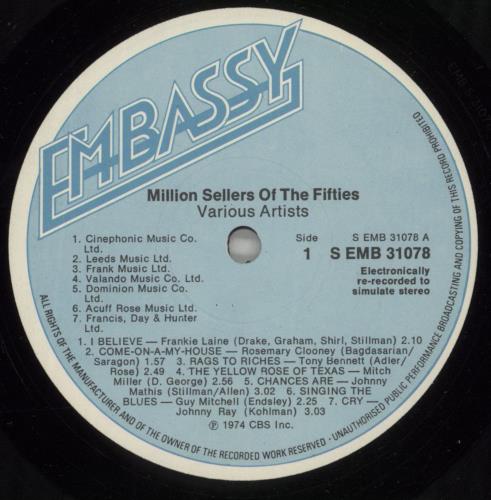 EMBASSY
Million Sellers Of The Fifties
Various Artists
1. Cinephonic Music Co.
Ltd.
2. Leeds Music Ltd.
3. Frank Music Ltd.
4. Valando Music Co. Ltd.
5. Dominion Music Co.
Ltd.
6. Acuff Rose Music Ltd.
7. Francis, Day & Hunter
Ltd.
Side
1
S EMB 31078 A
S EMB 31078
Electronically
re-recorded to
simulate stereo
1. I BELIEVE — Frankie Laine (Drake, Graham, Shirl, Stillman) 2.10
2. COME-ON-A-MY-HOUSE — Rosemary Clooney (Bagdasarian/
Saragon) 1.57 3. RAGS TO RICHES — Tony Bennett (Adler/
Rose) 2.49 4. THE YELLOW ROSE OF TEXAS — Mitch
Miller (D. George) 2.56 5. CHANCES ARE — Johnny
Mathis (Stillman/Allen) 3.02 6. SINGING THE
BLUES — Guy Mitchell (Endsley) 2.25 7. CRY —
Johnny Ray (Kohlman) 3.03
℗ 1974 CBS Inc.
ALL RIGHTS OF THE MANUFACTURER AND OF THE OWNER OF THE RECORDED WORK RESERVED - UNAUTHORISED PUBLIC PERFORMANCE BROADCASTING AND COPYING OF THIS RECORD PROHIBITED